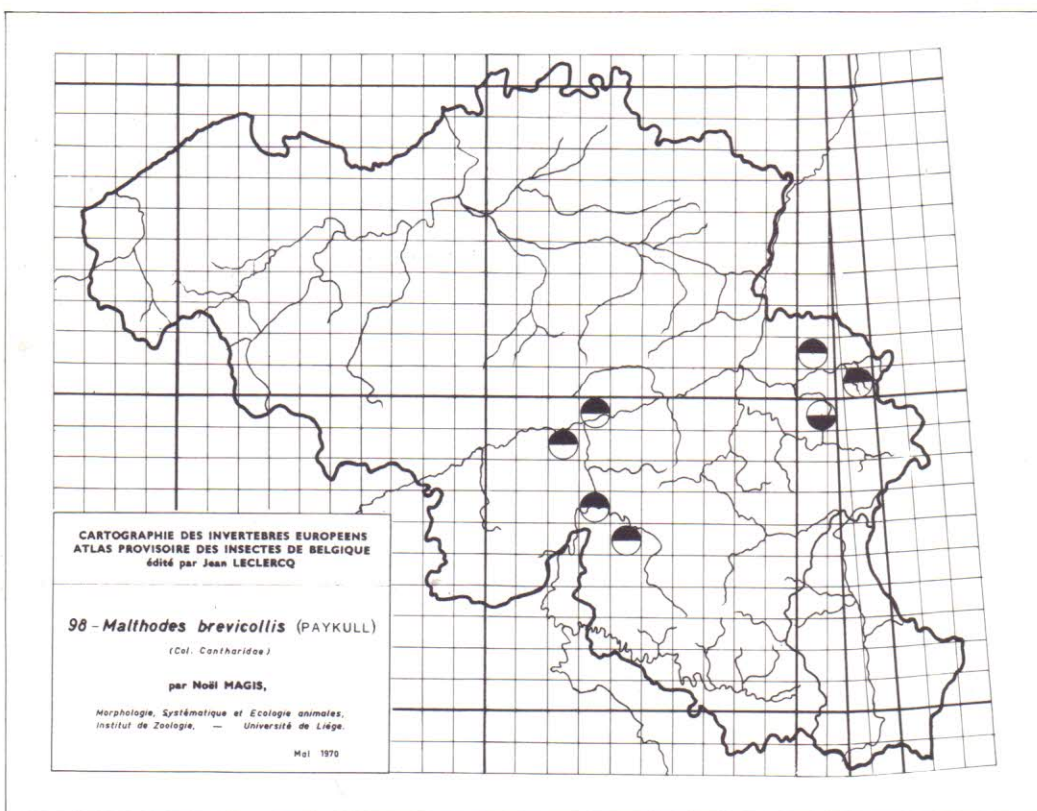 CARTOGRAPHIE DES INVERTEBRES EUROPEENS
ATLAS PROVISOIRE DES INSECTES DE BELGIQUE
édité par Jean LECLERCQ
98 – Malthodes brevicollis (PAYKULL)
(Col. Cantharidae)
par Noël MAGIS,
Morphologie, Systématique et Ecologie animales,
Institut de Zoologie, — Université de Liége.
Mai 1970